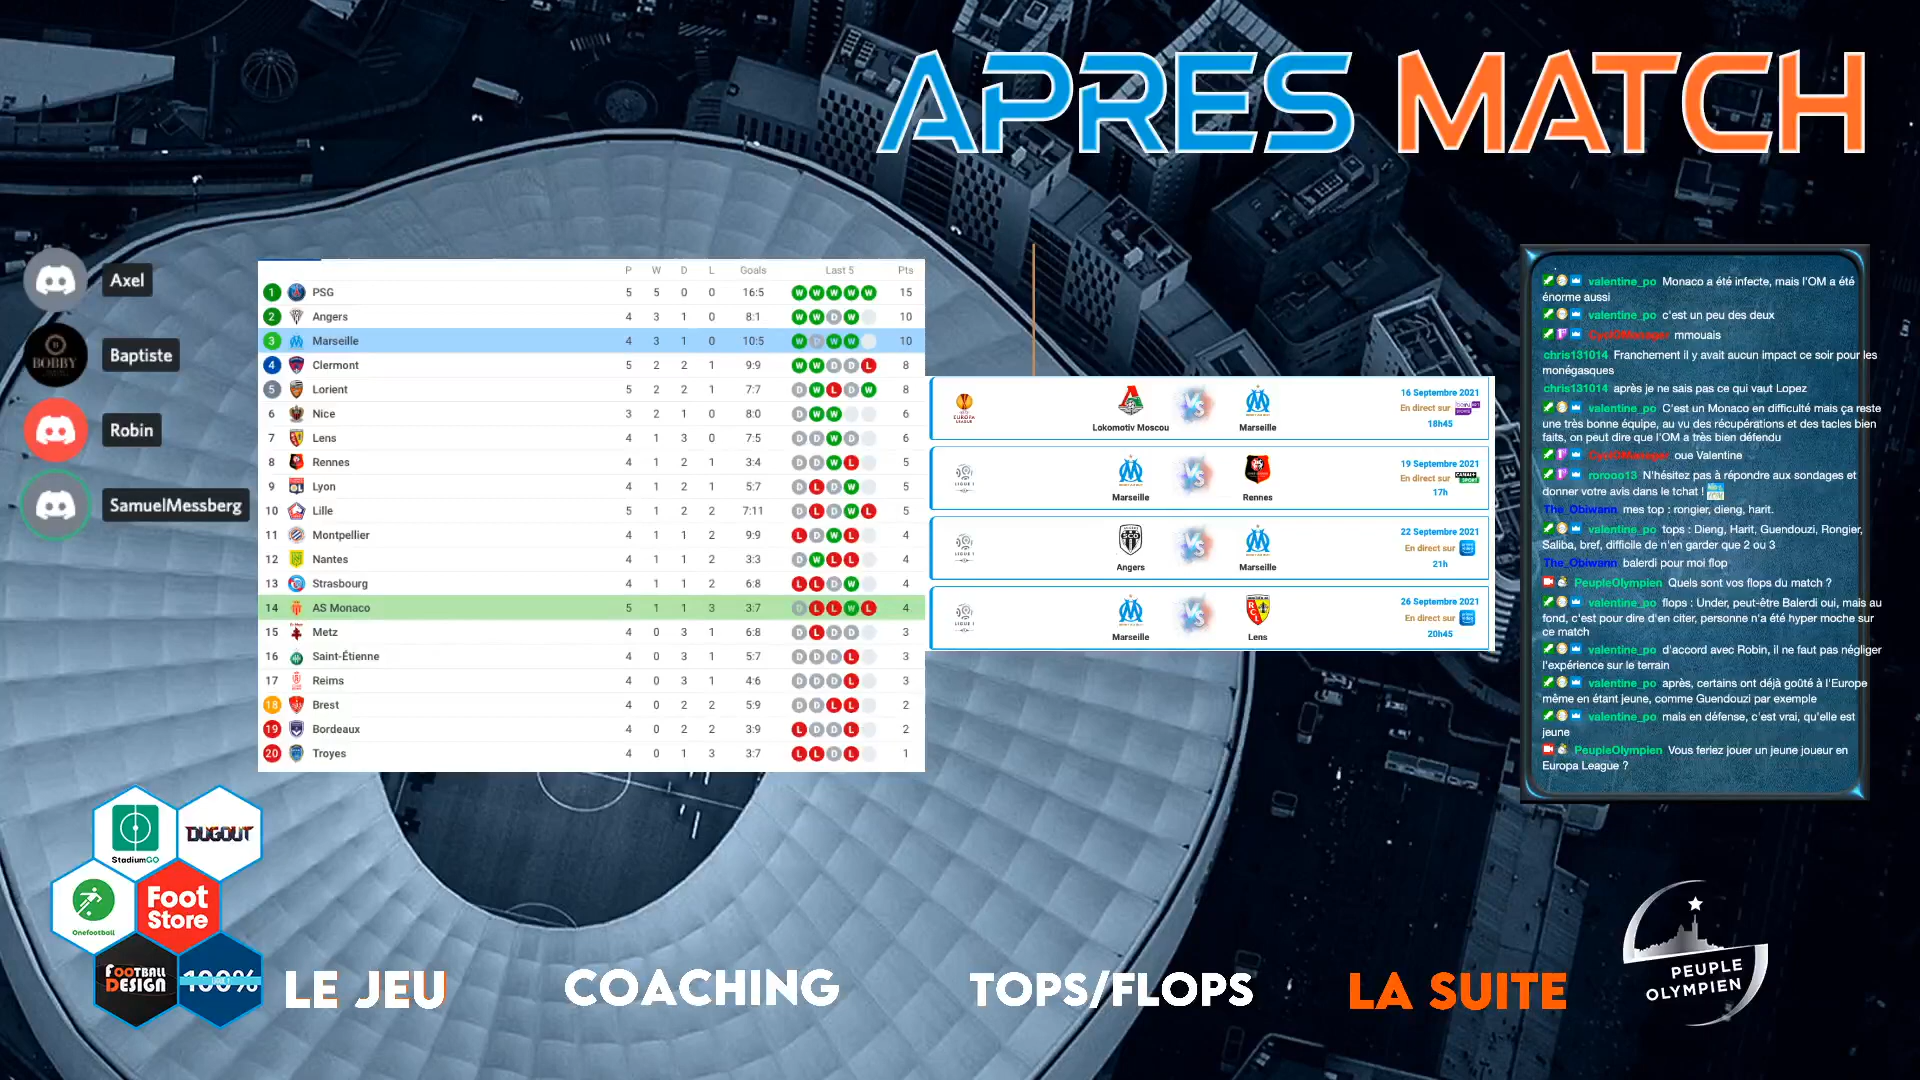 APRES MATCH
Axel
Baptiste
Robin
SamuelMessberg
BOBBY
P W D L Goals Last 5 Pts
1 PSG 5 5 0 0 16:5 W W W W W 15
2 Angers 4 3 1 0 8:1 W W D W 10
3 Marseille 4 3 1 0 10:5 W D W W 10
4 Clermont 5 2 2 1 9:9 W W D D L 8
5 Lorient 5 2 2 1 7:7 D W L D W 8
6 Nice 3 2 1 0 8:0 D W W 6
7 Lens 4 1 3 0 7:5 D D W D 6
8 Rennes 4 1 2 1 3:4 D D W L 5
9 Lyon 4 1 2 1 5:7 D L D W 5
10 Lille 5 1 2 2 7:11 D L D W L 5
11 Montpellier 4 1 1 2 9:9 L D W L 4
12 Nantes 4 1 1 2 3:3 D W L L 4
13 Strasbourg 4 1 1 2 6:8 L L D W 4
14 AS Monaco 5 1 1 3 3:7 D L L W L 4
15 Metz 4 0 3 1 6:8 D L D D 3
16 Saint-Étienne 4 0 3 1 5:7 D D D L 3
17 Reims 4 0 3 1 4:6 D D D L 3
18 Brest 4 0 2 2 5:9 D D L L 2
19 Bordeaux 4 0 2 2 3:9 L D D L 2
20 Troyes 4 0 1 3 3:7 L L D L 1
EUROPA LEAGUE
Lokomotiv Moscou VS Marseille
16 Septembre 2021
En direct sur beIN
18h45
LIGUE 1
Marseille VS Rennes
19 Septembre 2021
En direct sur CANAL+ SPORT
17h
LIGUE 1
Angers VS Marseille
22 Septembre 2021
En direct sur
21h
LIGUE 1
Marseille VS Lens
26 Septembre 2021
En direct sur
20h45
valentine_po Monaco a été infecte, mais l'OM a été
énorme aussi
valentine_po c'est un peu des deux
mmouais
chris131014 Franchement il y avait aucun impact ce soir pour les
monégasques
chris131014 après je ne sais pas ce qui vaut Lopez
valentine_po C'est un Monaco en difficulté mais ça reste
une très bonne équipe, au vu des récupérations et des tacles bien
faits, on peut dire que l'OM a très bien défendu
oue Valentine
rorooo13 N'hésitez pas à répondre aux sondages et
donner votre avis dans le tchat !
The_Obiwann mes top : rongier, dieng, harit.
valentine_po tops : Dieng, Harit, Guendouzi, Rongier,
Saliba, bref, difficile de n'en garder que 2 ou 3
The_Obiwann balerdi pour moi flop
PeupleOlympien Quels sont vos flops du match ?
valentine_po flops : Under, peut-être Balerdi oui, mais au
fond, c'est pour dire d'en citer, personne n'a été hyper moche sur
ce match
valentine_po d'accord avec Robin, il ne faut pas négliger
l'expérience sur le terrain
valentine_po après, certains ont déjà goûté à l'Europe
même en étant jeune, comme Guendouzi par exemple
valentine_po mais en défense, c'est vrai, qu'elle est
jeune
PeupleOlympien Vous feriez jouer un jeune joueur en
Europa League ?
StadiumGO
DUGOUT
Onefootball
Foot
Store
FOOTBALL
DESIGN
100%
LE JEU
COACHING
TOPS/FLOPS
LA SUITE
PEUPLE
OLYMPIEN